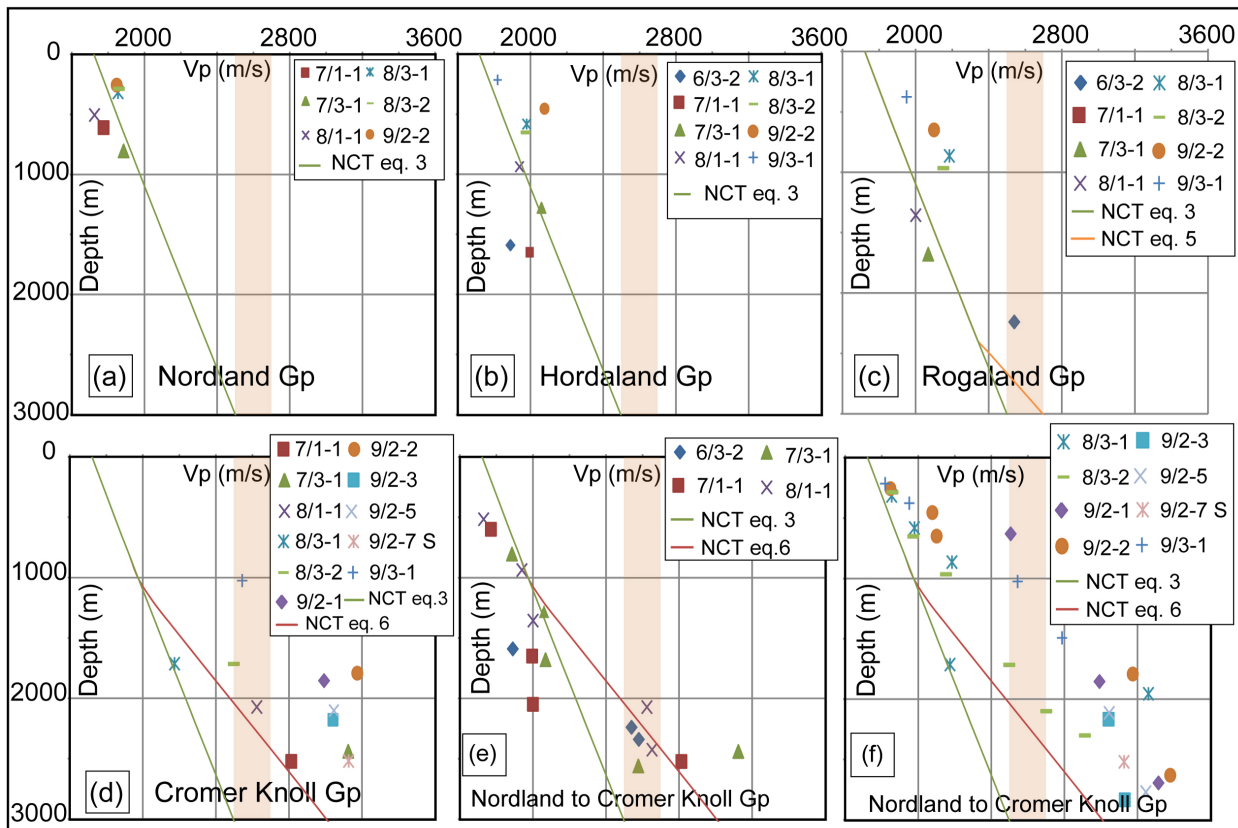 2000 2800 3600
2000 2800 3600
2000 2800 3600
0
1000
2000
3000
Vp (m/s)
Depth (m)
7/1-1 8/3-1
7/3-1 8/3-2
8/1-1 9/2-2
NCT eq. 3
(a) Nordland Gp
Vp (m/s)
Depth (m)
6/3-2 8/3-1
7/1-1 8/3-2
7/3-1 9/2-2
8/1-1 9/3-1
NCT eq. 3
(b) Hordaland Gp
Vp (m/s)
Depth (m)
6/3-2 8/3-1
7/1-1 8/3-2
7/3-1 9/2-2
8/1-1 9/3-1
NCT eq. 3
NCT eq. 5
(c) Rogaland Gp
0
1000
2000
3000
Vp (m/s)
Depth (m)
7/1-1 9/2-2
7/3-1 9/2-3
8/1-1 9/2-5
8/3-1 9/2-7 S
8/3-2 9/3-1
9/2-1 NCT eq.3
NCT eq. 6
(d) Cromer Knoll Gp
Vp (m/s)
Depth (m)
6/3-2 7/3-1
7/1-1 8/1-1
NCT eq. 3
NCT eq.6
(e)
Nordland to Cromer Knoll Gp
Vp (m/s)
Depth (m)
8/3-1 9/2-3
8/3-2 9/2-5
9/2-1 9/2-7 S
9/2-2 9/3-1
NCT eq. 3
NCT eq. 6
(f)
Nordland to Cromer Knoll Gp